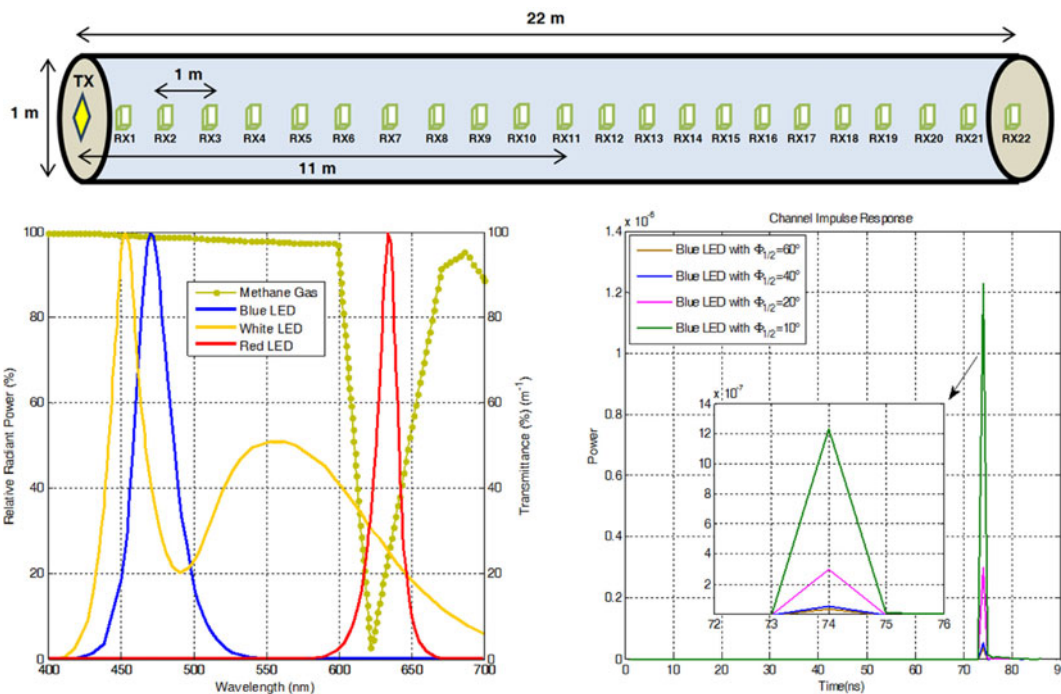 22 m
TX
1 m
1 m
RX1 RX2 RX3 RX4 RX5 RX6 RX7 RX8 RX9 RX10 RX11 RX12 RX13 RX14 RX15 RX16 RX17 RX18 RX19 RX20 RX21 RX22
11 m
100
80
60
40
20
0
Relative Radiant Power (%)
Methane Gas
Blue LED
White LED
Red LED
100
80
60
40
20
0
Transmittance (%) (m⁻¹)
400 450 500 550 600 650 700
Wavelength (nm)
Channel Impulse Response
x 10⁻⁶
1.4
1.2
1
0.8
0.6
0.4
0.2
0
Power
Blue LED with Φ1/2=60°
Blue LED with Φ1/2=40°
Blue LED with Φ1/2=20°
Blue LED with Φ1/2=10°
x 10⁻⁷
14
12
10
8
6
4
2
72 73 74 75 76
0 10 20 30 40 50 60 70 80
Time(ns)